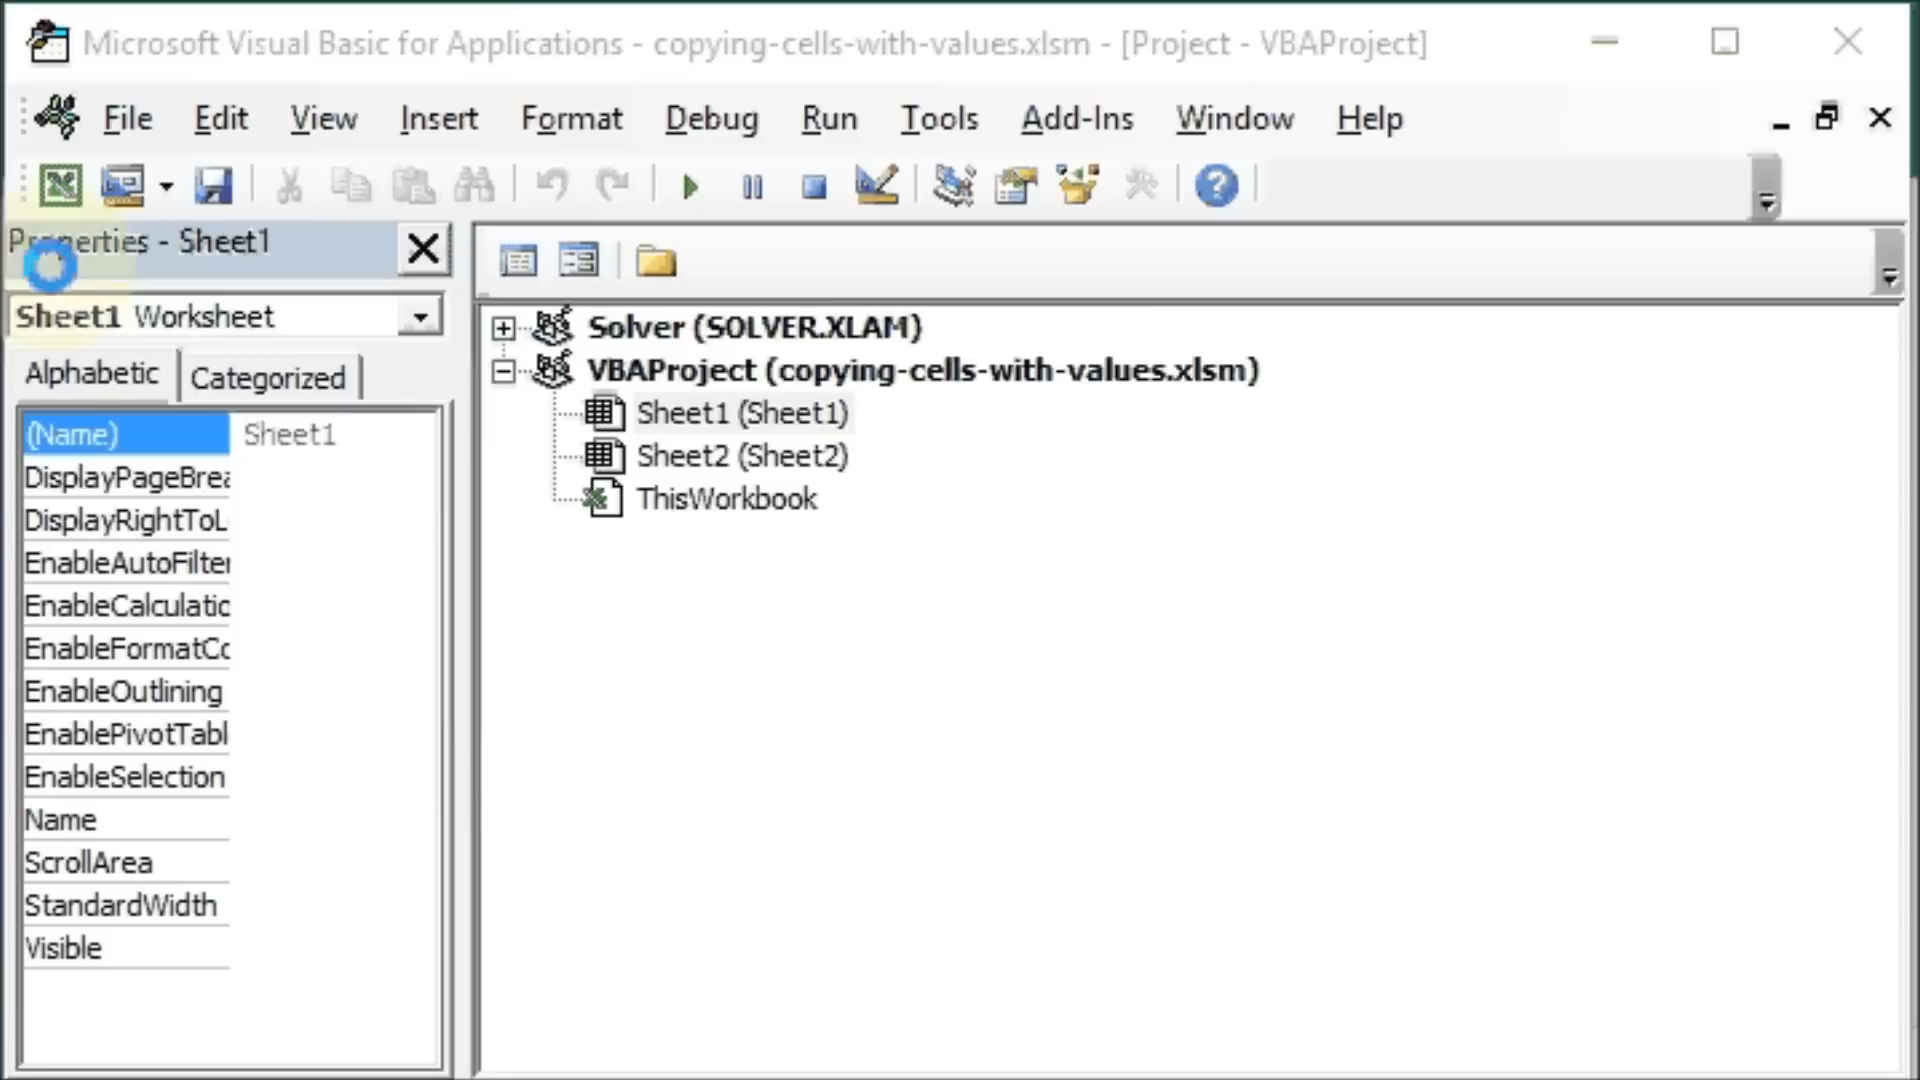 Microsoft Visual Basic for Applications - copying-cells-with-values.xlsm - [Project - VBAProject]
File Edit View Insert Format Debug Run Tools Add-Ins Window Help
Properties - Sheet1
Sheet1 Worksheet
Alphabetic Categorized
(Name) Sheet1
DisplayPageBrea
DisplayRightToL
EnableAutoFilter
EnableCalculatio
EnableFormatCo
EnableOutlining
EnablePivotTabl
EnableSelection
Name
ScrollArea
StandardWidth
Visible
Solver (SOLVER.XLAM)
VBAProject (copying-cells-with-values.xlsm)
Sheet1 (Sheet1)
Sheet2 (Sheet2)
ThisWorkbook